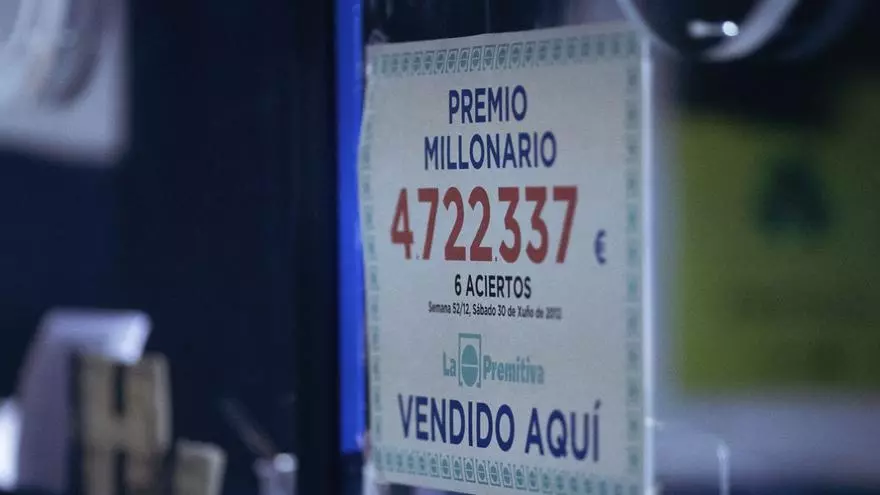 PREMIO
MILLONARIO
4.722.337 €
6 ACIERTOS
Semana 52/12, Sábado 30 de Xuño de 2012
La Premitiva
VENDIDO AQUÍ
H